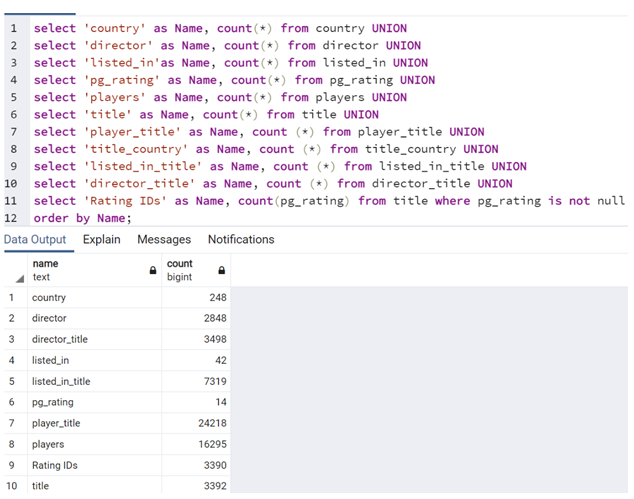 1 select 'country' as Name, count(*) from country UNION
2 select 'director' as Name, count(*) from director UNION
3 select 'listed_in'as Name, count(*) from listed_in UNION
4 select 'pg_rating' as Name, count(*) from pg_rating UNION
5 select 'players' as Name, count(*) from players UNION
6 select 'title' as Name, count(*) from title UNION
7 select 'player_title' as Name, count (*) from player_title UNION
8 select 'title_country' as Name, count (*) from title_country UNION
9 select 'listed_in_title' as Name, count (*) from listed_in_title UNION
10 select 'director_title' as Name, count (*) from director_title UNION
11 select 'Rating IDs' as Name, count(pg_rating) from title where pg_rating is not null
12 order by Name;
Data Output Explain Messages Notifications
name count
text bigint
1 country 248
2 director 2848
3 director_title 3498
4 listed_in 42
5 listed_in_title 7319
6 pg_rating 14
7 player_title 24218
8 players 16295
9 Rating IDs 3390
10 title 3392